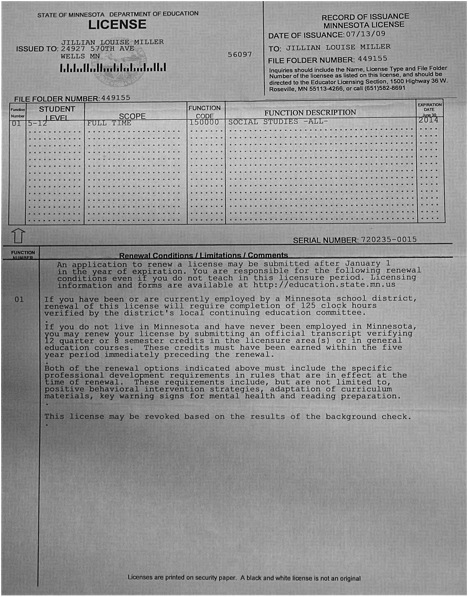 STATE OF MINNESOTA DEPARTMENT OF EDUCATION
LICENSE
JILLIAN LOUISE MILLER
ISSUED TO: 24927 570TH AVE
WELLS MN 56097
RECORD OF ISSUANCE
MINNESOTA LICENSE
DATE OF ISSUANCE: 07/13/09
TO: JILLIAN LOUISE MILLER
FILE FOLDER NUMBER: 449155
Inquiries should include the Name, License Type and File Folder
Number of the licensee as listed on this license, and should be
directed to the Educator Licensing Section, 1500 Highway 36 W.
Roseville, MN 55113-4266, or call (651)582-8691
FILE FOLDER NUMBER: 449155
Function Number STUDENT LEVEL SCOPE FUNCTION CODE FUNCTION DESCRIPTION EXPIRATION DATE June 30,
01 5-12 FULL TIME 150000 SOCIAL STUDIES -ALL- 2014
SERIAL NUMBER: 720235-0015
FUNCTION NUMBER Renewal Conditions / Limitations / Comments
An application to renew a license may be submitted after January 1
in the year of expiration. You are responsible for the following renewal
conditions even if you do not teach in this licensure period. Licensing
information and forms are available at http://education.state.mn.us
01 If you have been or are currently employed by a Minnesota school district,
renewal of this license will require completion of 125 clock hours
verified by the district's local continuing education committee.
If you do not live in Minnesota and have never been employed in Minnesota,
you may renew your license by submitting an official transcript verifying
12 quarter or 8 semester credits in the licensure area(s) or in general
education courses. These credits must have been earned within the five
year period immediately preceding the renewal.
Both of the renewal options indicated above must include the specific
professional development requirements in rules that are in effect at the
time of renewal. These requirements include, but are not limited to,
positive behavioral intervention strategies, adaptation of curriculum
materials, key warning signs for mental health and reading preparation.
This license may be revoked based on the results of the background check.
Licenses are printed on security paper. A black and white license is not an original